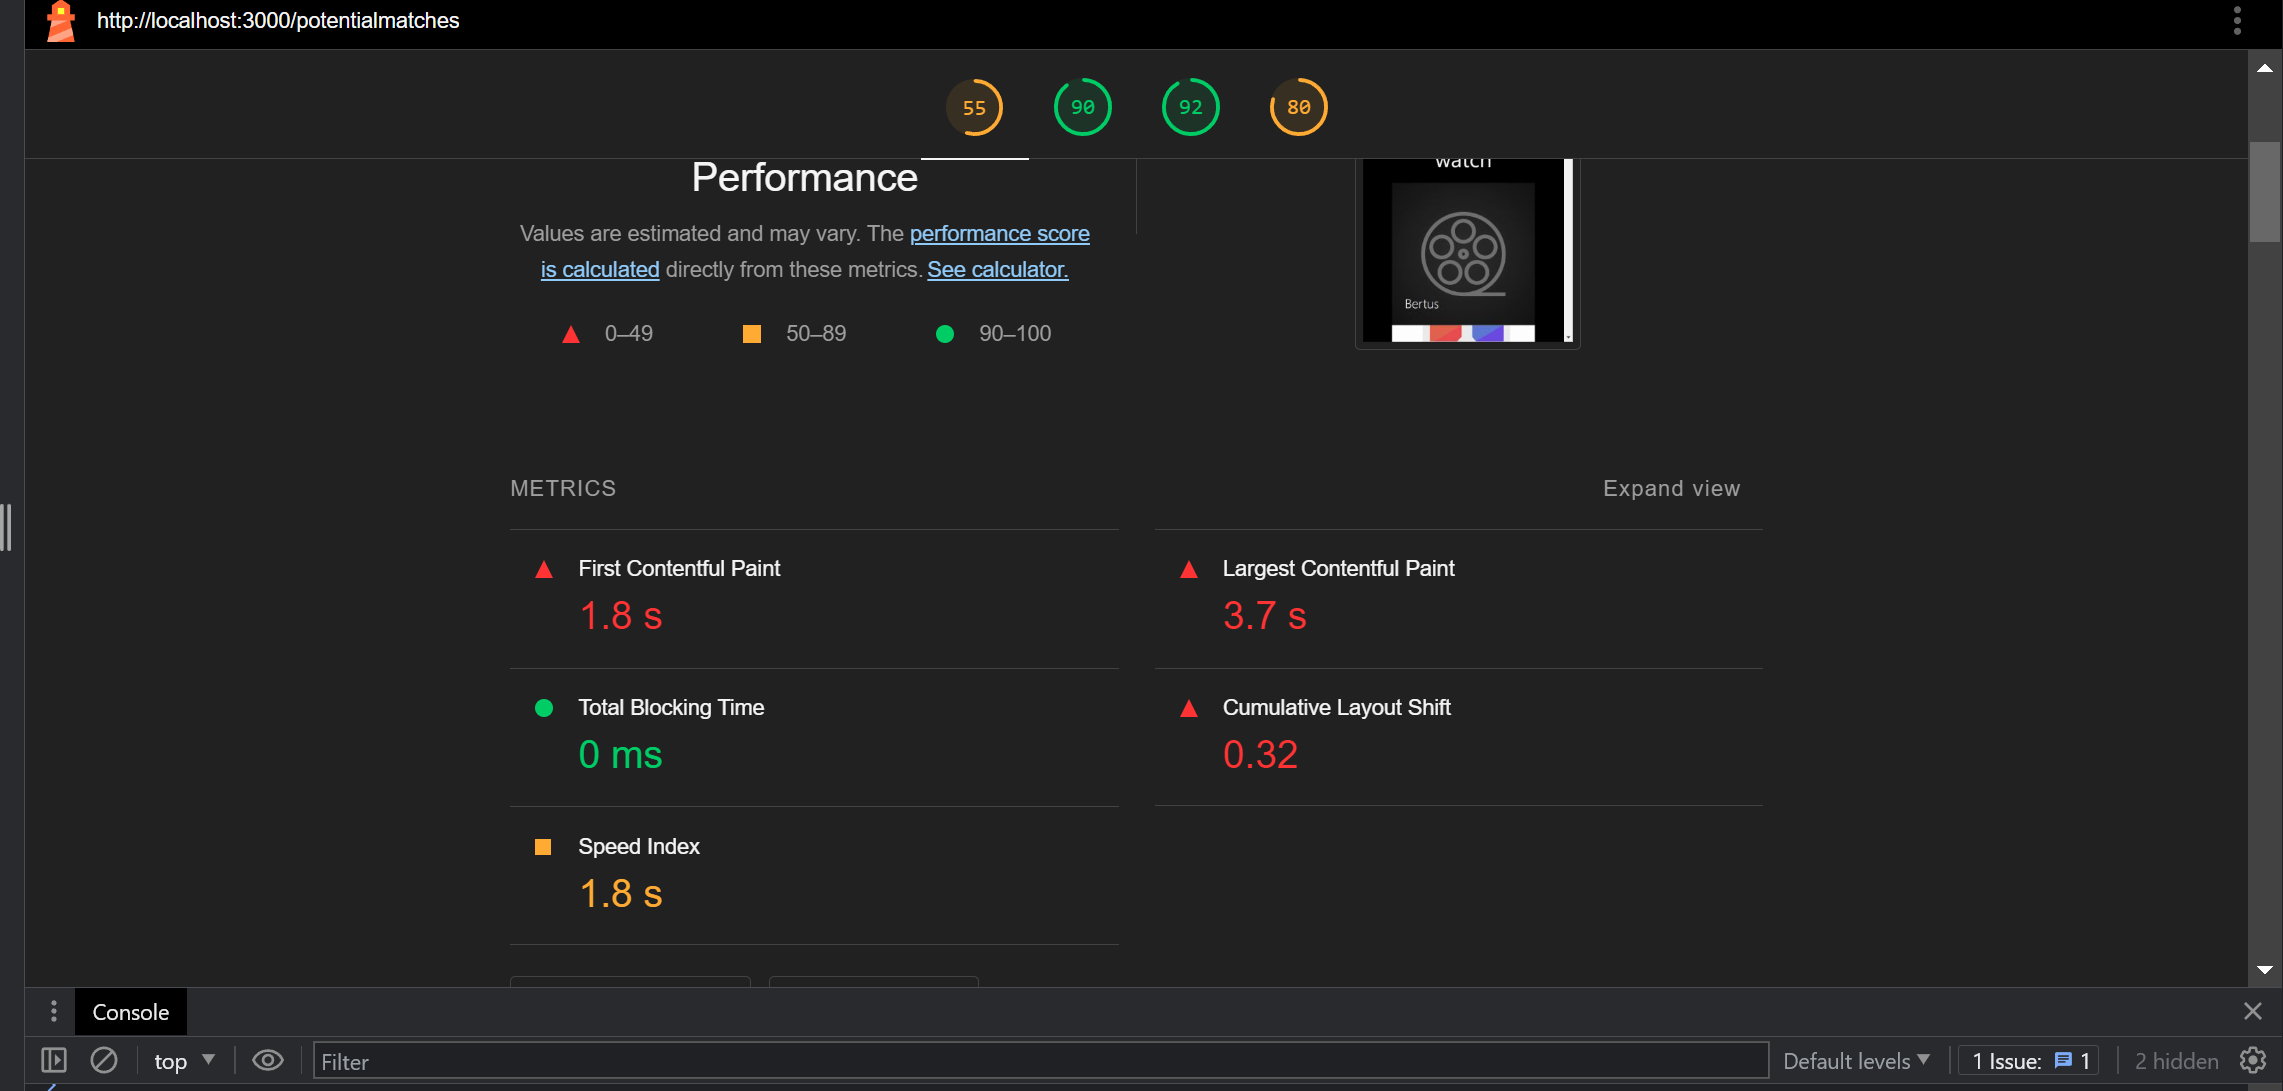 http://localhost:3000/potentialmatches
55 90 92 80
Performance
Values are estimated and may vary. The performance score
is calculated directly from these metrics. See calculator.
0–49 50–89 90–100
watch
Bertus
METRICS Expand view
First Contentful Paint
1.8 s
Largest Contentful Paint
3.7 s
Total Blocking Time
0 ms
Cumulative Layout Shift
0.32
Speed Index
1.8 s
Console
top Filter Default levels 1 Issue: 1 2 hidden